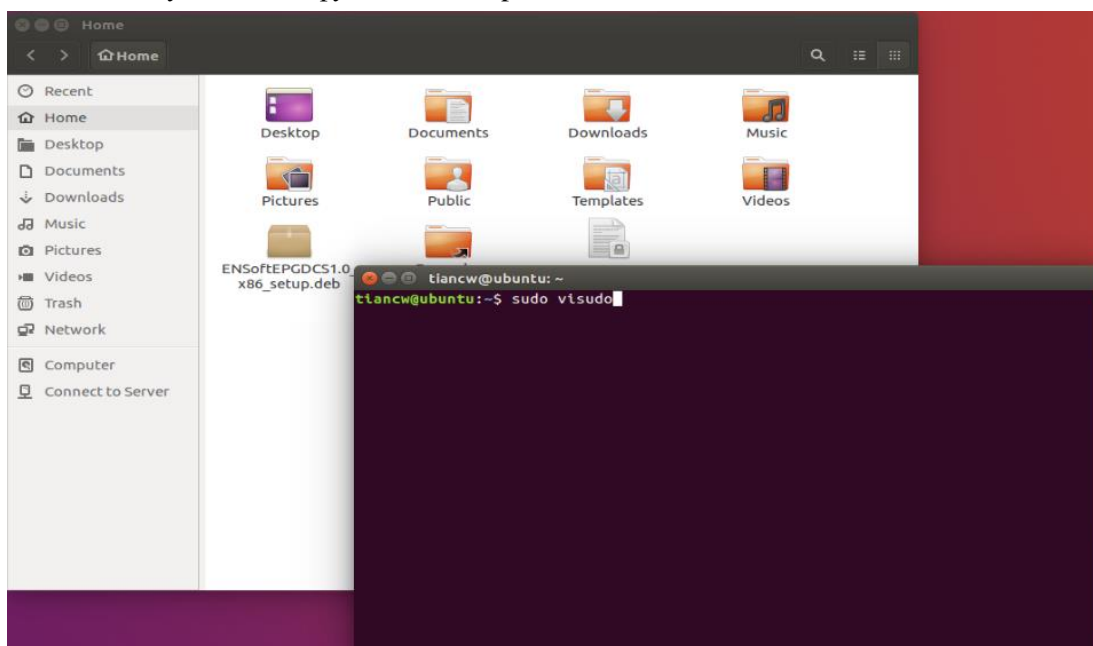 Home
Home
Recent
Home
Desktop
Documents
Downloads
Music
Pictures
Videos
Trash
Network
Computer
Connect to Server
Desktop
Documents
Downloads
Music
Pictures
Public
Templates
Videos
ENSoftEPGDCS1.0_
x86_setup.deb
tiancw@ubuntu: ~
tiancw@ubuntu:~$ sudo visudo